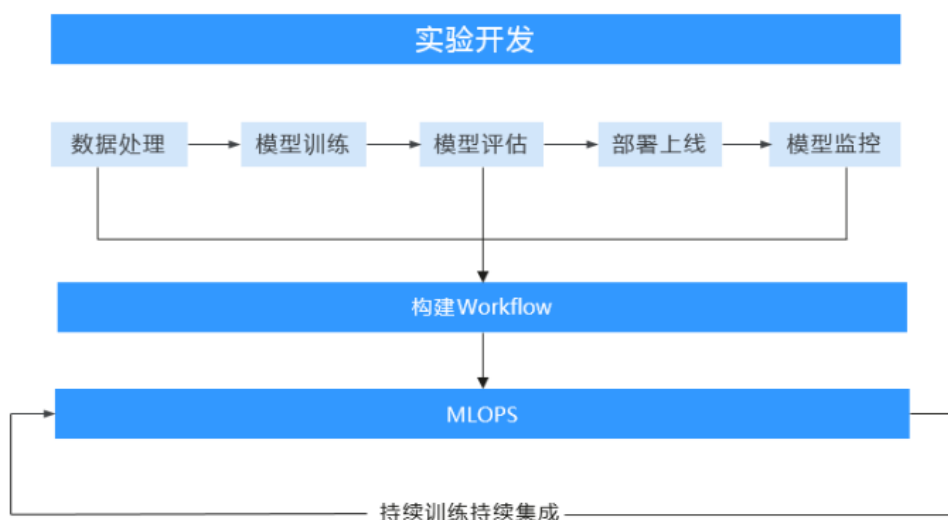 实验开发
数据处理
模型训练
模型评估
部署上线
模型监控
构建Workflow
MLOPS
持续训练持续集成